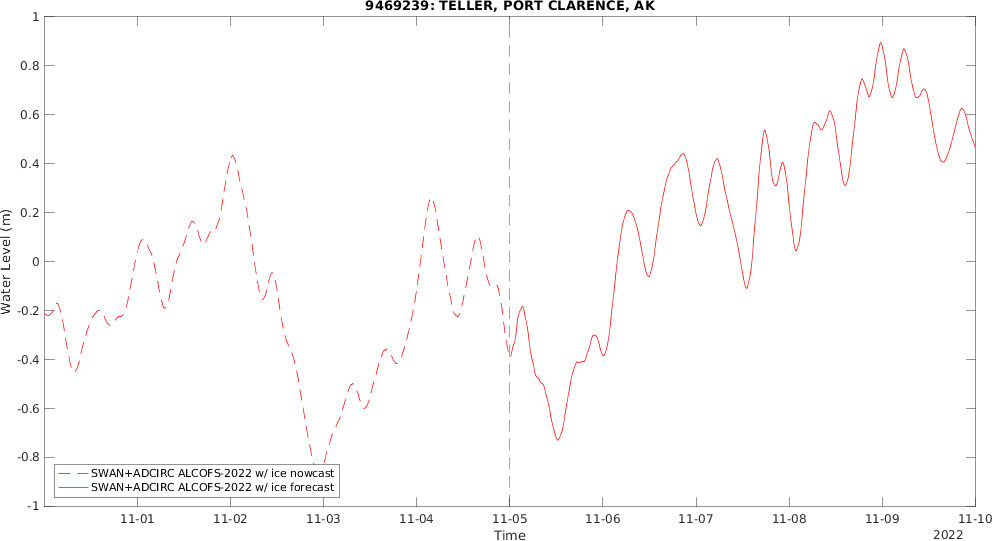 9469239: TELLER, PORT CLARENCE, AK
1
0.8
0.6
0.4
0.2
0
-0.2
-0.4
-0.6
-0.8
-1
Water Level (m)
SWAN+ADCIRC ALCOFS-2022 w/ ice nowcast
SWAN+ADCIRC ALCOFS-2022 w/ ice forecast
11-01 11-02 11-03 11-04 11-05 11-06 11-07 11-08 11-09 11-10
Time
2022